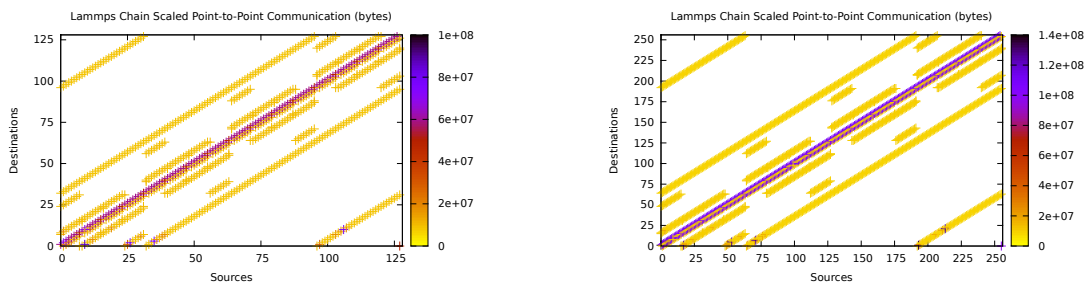 Lammps Chain Scaled Point-to-Point Communication (bytes)
125
100
75
50
25
0
0
25
50
75
100
125
Sources
Destinations
1e+08
8e+07
6e+07
4e+07
2e+07
0
Lammps Chain Scaled Point-to-Point Communication (bytes)
250
225
200
175
150
125
100
75
50
25
0
0
25
50
75
100
125
150
175
200
225
250
Sources
Destinations
1.4e+08
1.2e+08
1e+08
8e+07
6e+07
4e+07
2e+07
0